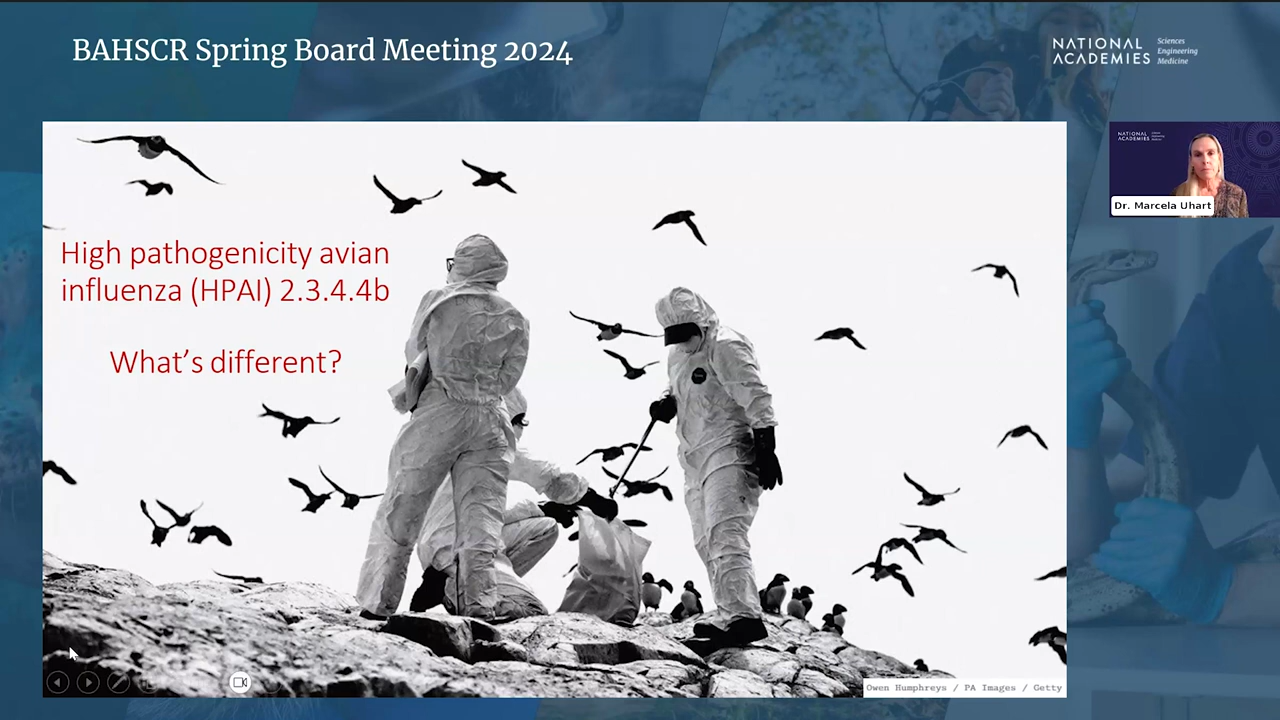 BAHSCR Spring Board Meeting 2024
NATIONAL
ACADEMIES
Sciences
Engineering
Medicine
High pathogenicity avian
influenza (HPAI) 2.3.4.4b
What's different?
NATIONAL
ACADEMIES
Dr. Marcela Uhart
Owen Humphreys / PA Images / Getty